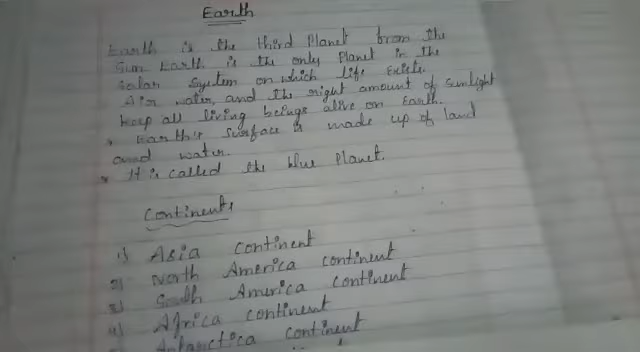 Earth
Earth is the third Planet from the
Sun Earth is the only Planet in the
Solar System on which life Exists.
Air water, and the right amount of Sunlight
keep all living beings alive on Earth.
* Earth's Surface is made up of land
and water.
* It is called the blue Planet.
Continents
1) Asia continent
2) North America continent
3) South America continent
4) Africa continent
Antarctica continent